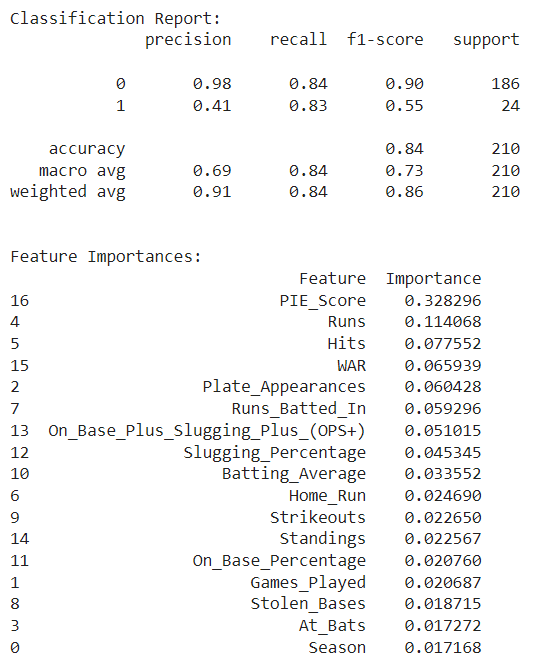 Classification Report:
precision recall f1-score support
0 0.98 0.84 0.90 186
1 0.41 0.83 0.55 24
accuracy 0.84 210
macro avg 0.69 0.84 0.73 210
weighted avg 0.91 0.84 0.86 210
Feature Importances:
Feature Importance
16 PIE_Score 0.328296
4 Runs 0.114068
5 Hits 0.077552
15 WAR 0.065939
2 Plate_Appearances 0.060428
7 Runs_Batted_In 0.059296
13 On_Base_Plus_Slugging_Plus_(OPS+) 0.051015
12 Slugging_Percentage 0.045345
10 Batting_Average 0.033552
6 Home_Run 0.024690
9 Strikeouts 0.022650
14 Standings 0.022567
11 On_Base_Percentage 0.020760
1 Games_Played 0.020687
8 Stolen_Bases 0.018715
3 At_Bats 0.017272
0 Season 0.017168